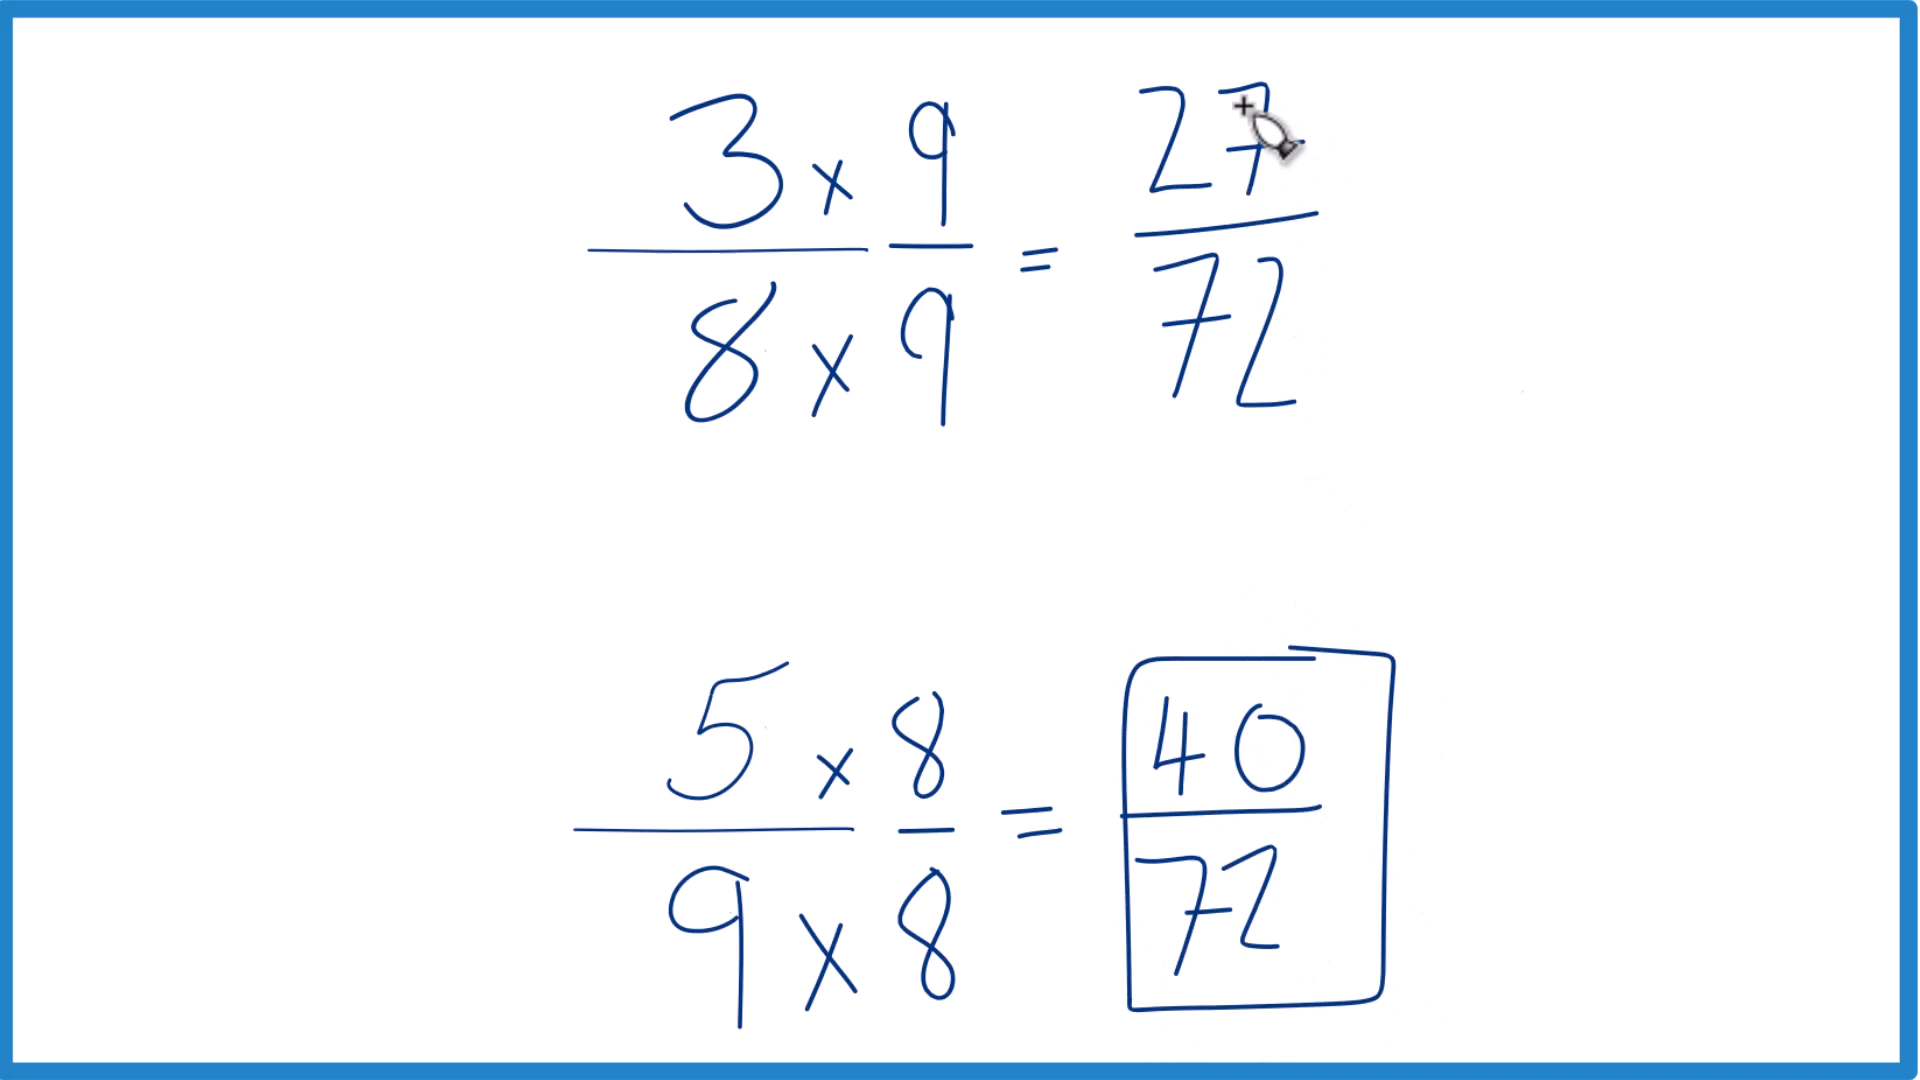 3 × 9 = 27
8 × 9 72
5 × 8 = 40
9 × 8 72